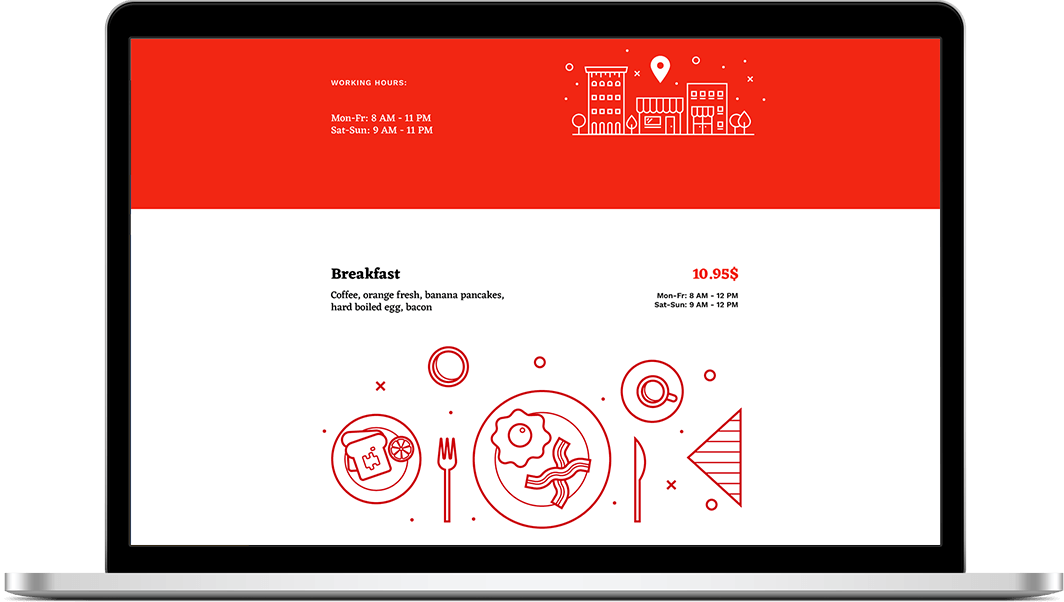 WORKING HOURS:
Mon-Fr: 8 AM - 11 PM
Sat-Sun: 9 AM - 11 PM
Breakfast
10.95$
Coffee, orange fresh, banana pancakes,
hard boiled egg, bacon
Mon-Fr: 8 AM - 12 PM
Sat-Sun: 9 AM - 12 PM